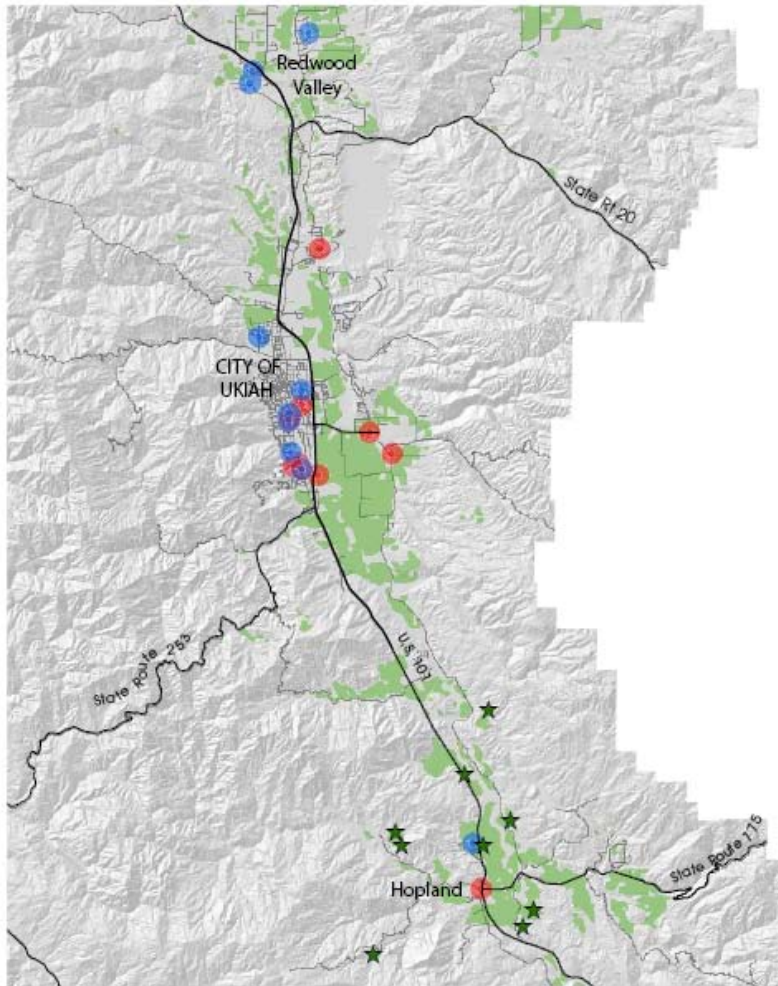 Redwood
Valley
State Rt 20
CITY OF
UKIAH
State Route 253
U.S. 101
State Route 175
Hopland